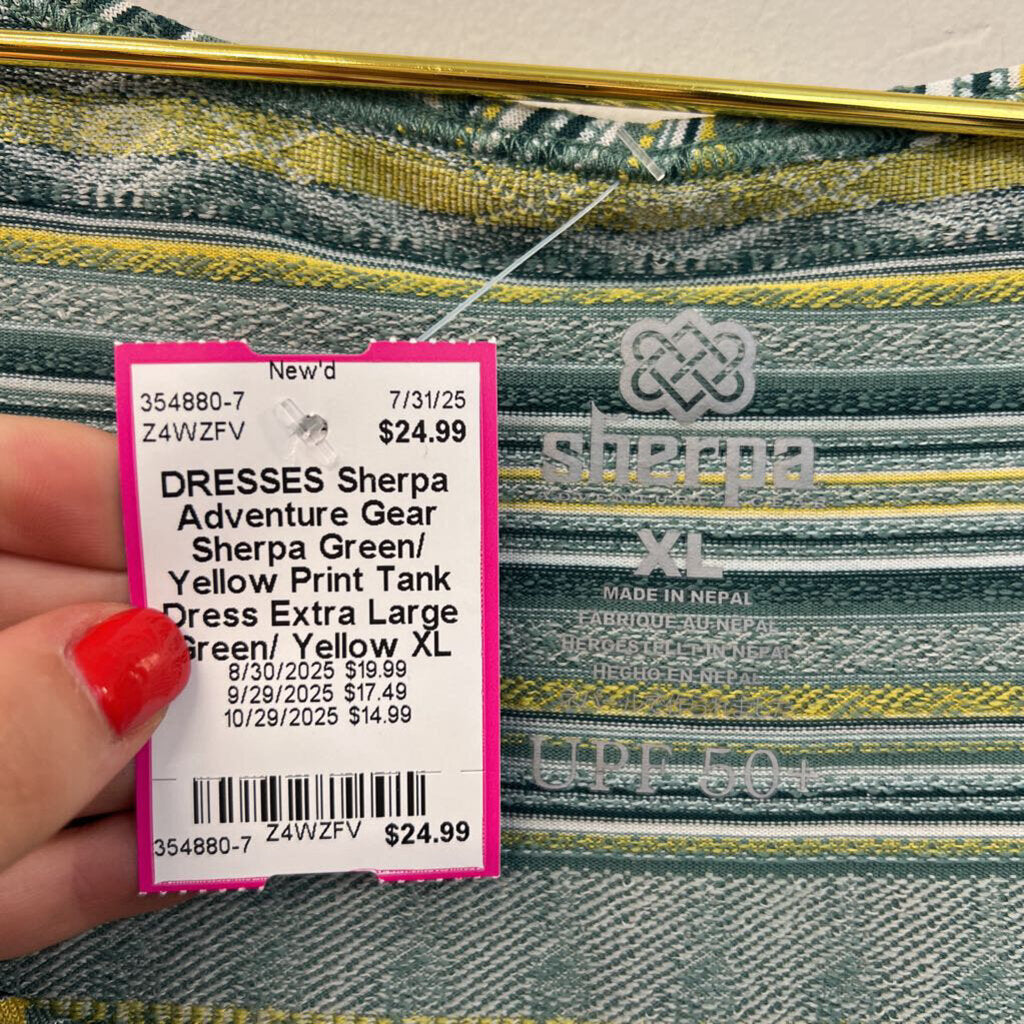 New'd
354880-7 7/31/25
Z4WZFV $24.99
DRESSES Sherpa
Adventure Gear
Sherpa Green/
Yellow Print Tank
Dress Extra Large
Green/ Yellow XL
8/30/2025 $19.99
9/29/2025 $17.49
10/29/2025 $14.99
354880-7 Z4WZFV $24.99
sherpa
XL
MADE IN NEPAL
FABRIQUÉ AU NÉPAL
HERGESTELLT IN NEPAL
HECHO EN NEPAL
UPF 50+